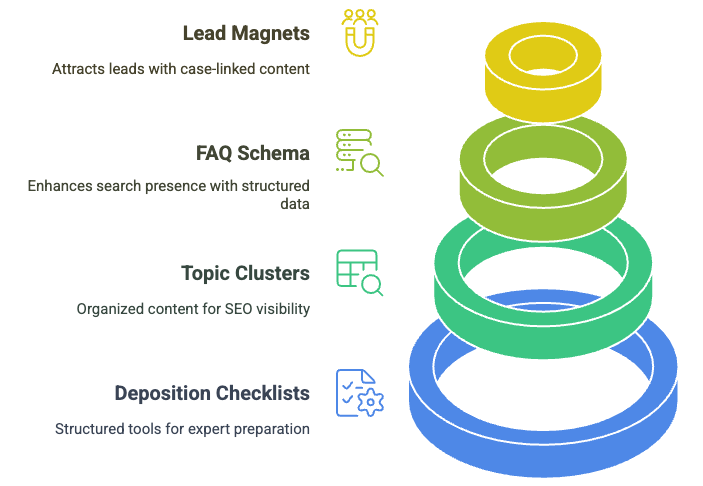 Lead Magnets
Attracts leads with case-linked content
FAQ Schema
Enhances search presence with structured
data
Topic Clusters
Organized content for SEO visibility
Deposition Checklists
Structured tools for expert preparation